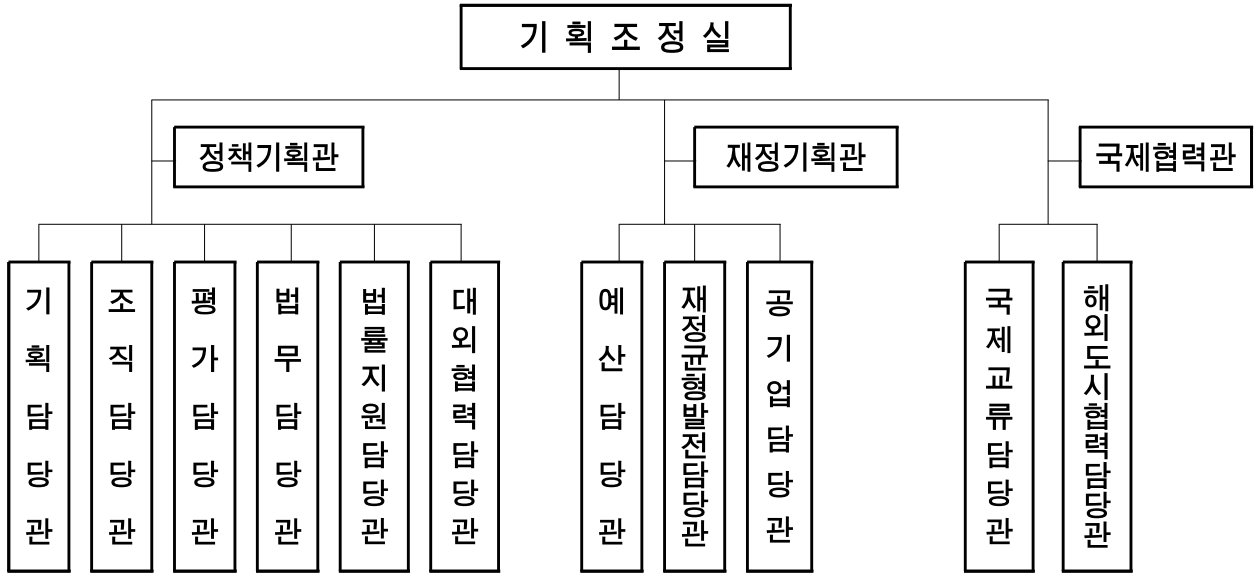 기 획 조 정 실
정책기획관
재정기획관
국제협력관
기획담당관
조직담당관
평가담당관
법무담당관
법률지원담당관
대외협력담당관
예산담당관
재정균형발전담당관
공기업담당관
국제교류담당관
해외도시협력담당관